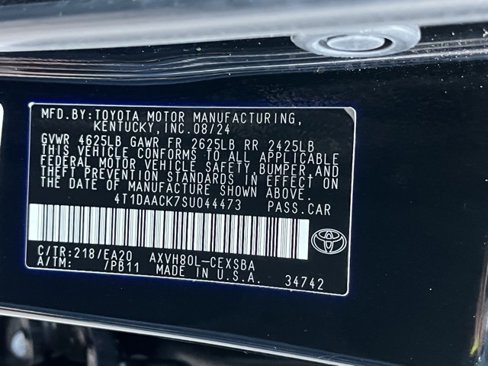 MFD.BY:TOYOTA MOTOR MANUFACTURING,
KENTUCKY,INC.08/24
GVWR 4625LB GAWR FR 2625LB RR 2425LB
THIS VEHICLE CONFORMS TO ALL APPLICABLE
FEDERAL MOTOR VEHICLE SAFETY,BUMPER,AND
THEFT PREVENTION STANDARDS IN EFFECT ON
THE DATE OF MANUFACTURE SHOWN ABOVE.
4T1DAACK7SU044473 PASS.CAR
C/TR:218/EA20 AXVH80L-CEXSBA
A/TM: /PB11 MADE IN U.S.A. 34742